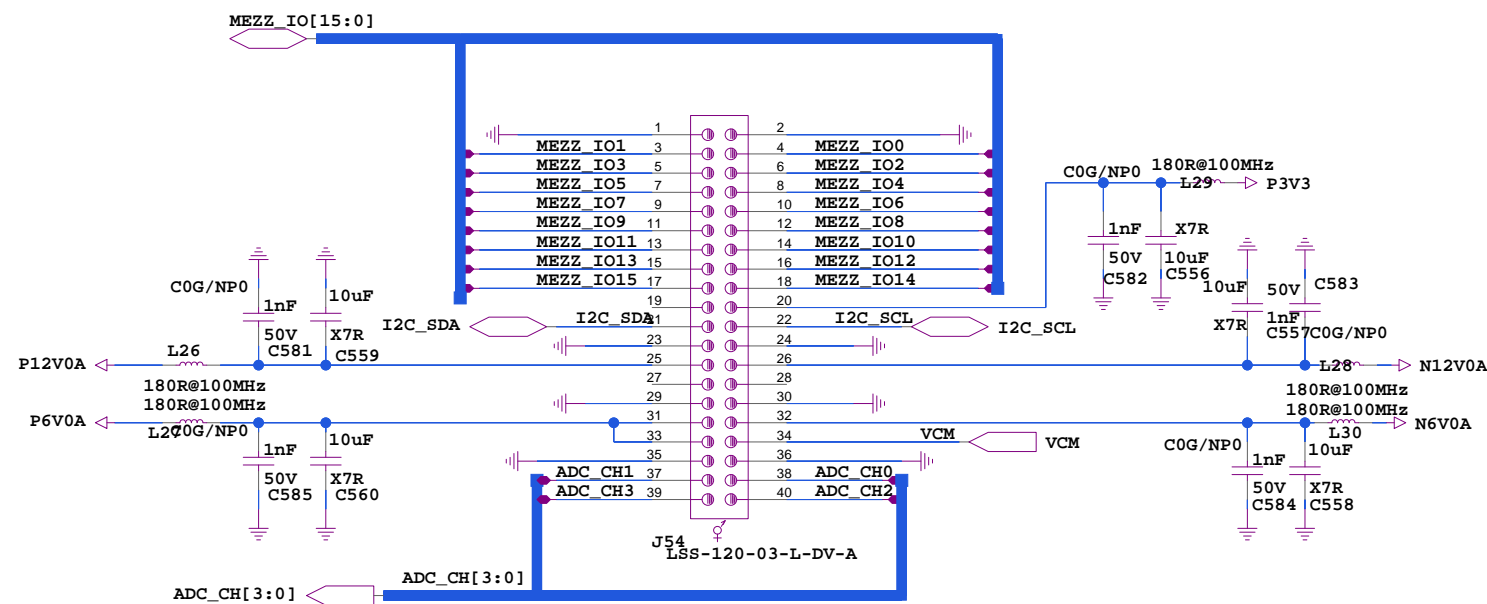 MEZZ_IO[15:0]
1 2
MEZZ_IO1 3 4 MEZZ_IO0
MEZZ_IO3 5 6 MEZZ_IO2
MEZZ_IO5 7 8 MEZZ_IO4
MEZZ_IO7 9 10 MEZZ_IO6
MEZZ_IO9 11 12 MEZZ_IO8
MEZZ_IO11 13 14 MEZZ_IO10
MEZZ_IO13 15 16 MEZZ_IO12
MEZZ_IO15 17 18 MEZZ_IO14
19 20
I2C_SDA I2C_SDA 21 22 I2C_SCL I2C_SCL
23 24
25 26
27 28
29 30
31 32
33 34 VCM VCM
35 36
ADC_CH1 37 38 ADC_CH0
ADC_CH3 39 40 ADC_CH2
J54
LSS-120-03-L-DV-A
ADC_CH[3:0]
ADC_CH[3:0]
C0G/NP0
180R@100MHz
L29
P3V3
1nF
50V
C582
X7R
10uF
C556
10uF
X7R
C557
50V
1nF
C583
C0G/NP0
L28
N12V0A
180R@100MHz
180R@100MHz
L30
N6V0A
C0G/NP0
1nF
50V
C584
10uF
X7R
C558
C0G/NP0
1nF
50V
C581
10uF
X7R
C559
P12V0A
L26
180R@100MHz
180R@100MHz
P6V0A
L27
C0G/NP0
1nF
50V
C585
10uF
X7R
C560